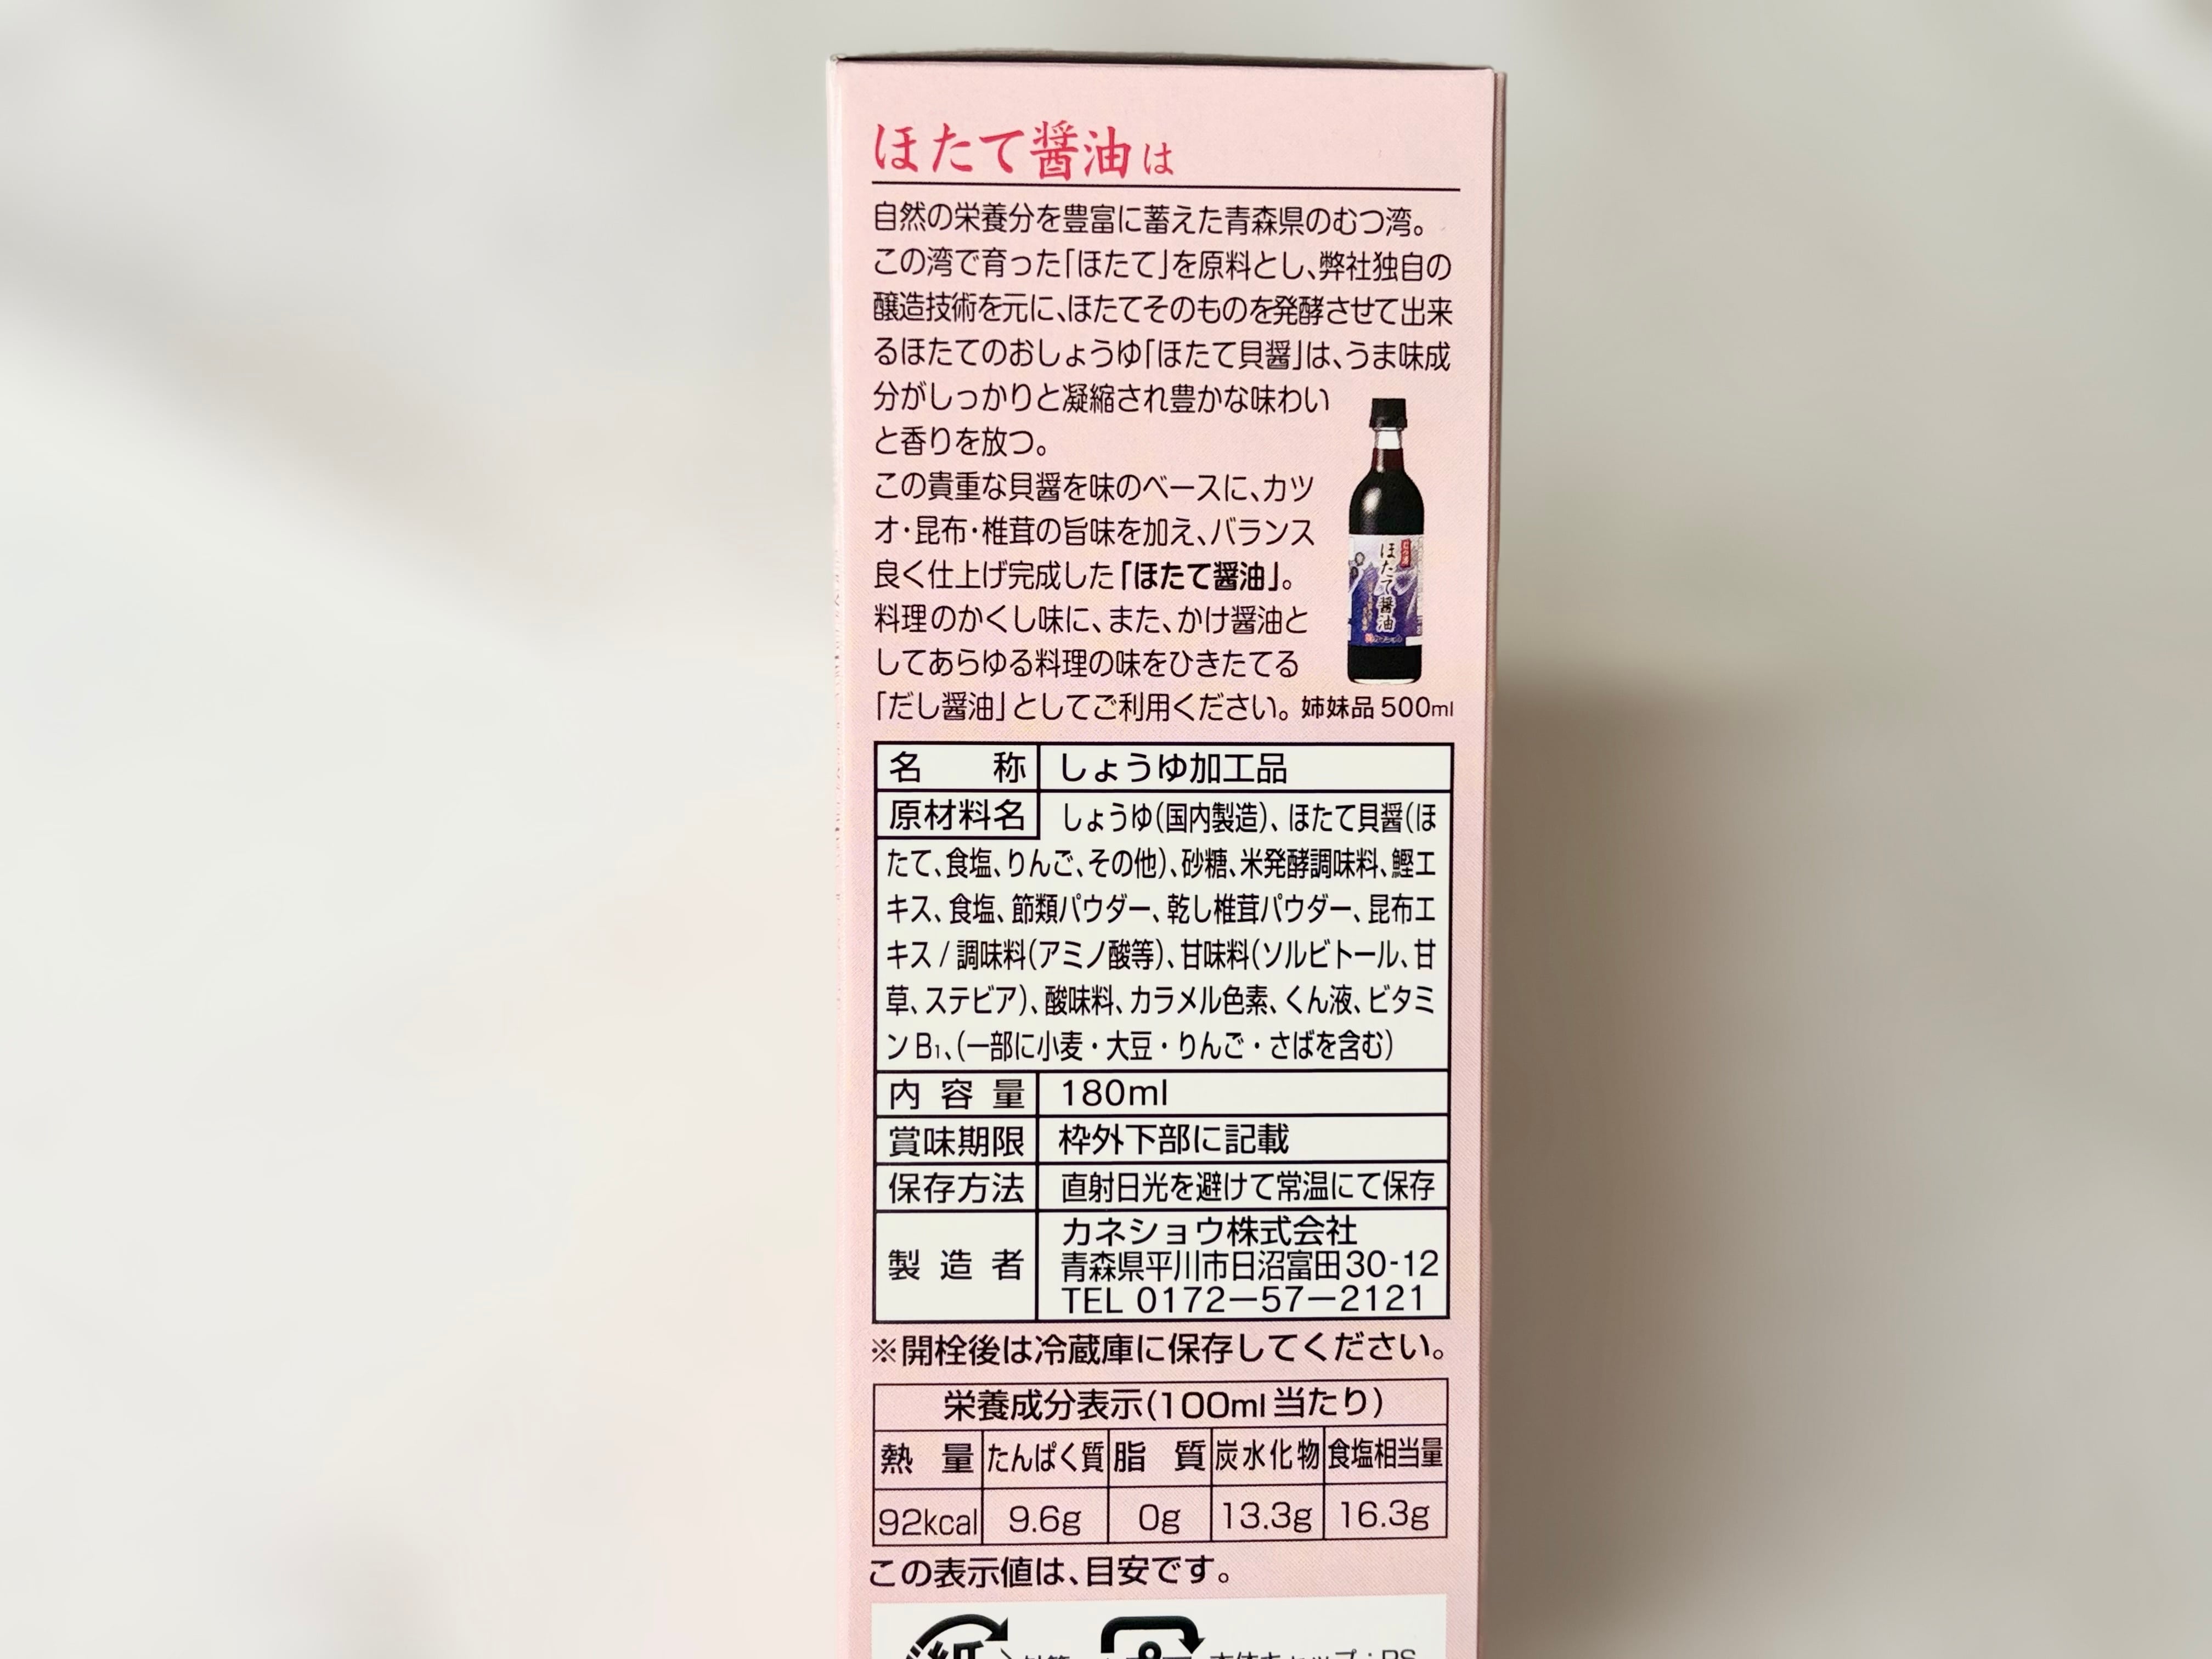 ほたて醤油は
自然の栄養分を豊富に蓄えた青森県のむつ湾。
この湾で育った「ほたて」を原料とし、弊社独自の
醸造技術を元に、ほたてそのものを発酵させて出来
るほたてのおしょうゆ「ほたて貝醤」は、うま味成
分がしっかりと凝縮され豊かな味わい
と香りを放つ。
この貴重な貝醤を味のベースに、カツ
オ・昆布・椎茸の旨味を加え、バランス
良く仕上げ完成した「ほたて醤油」。
料理のかくし味に、また、かけ醤油と
してあらゆる料理の味をひきたてる
「だし醤油」としてご利用ください。
ほたて醤油
姉妹品 500ml
名 称 しょうゆ加工品
原材料名 しょうゆ(国内製造)、ほたて貝醤(ほ
たて、食塩、りんご、その他)、砂糖、米発酵調味料、鰹エ
キス、食塩、節類パウダー、乾し椎茸パウダー、昆布エ
キス / 調味料(アミノ酸等)、甘味料(ソルビトール、甘
草、ステビア)、酸味料、カラメル色素、くん液、ビタミ
ン B₁、(一部に小麦・大豆・りんご・さばを含む)
内 容 量 180ml
賞味期限 枠外下部に記載
保存方法 直射日光を避けて常温にて保存
製 造 者 カネショウ株式会社
青森県平川市日沼富田30-12
TEL 0172−57−2121
※開栓後は冷蔵庫に保存してください。
栄養成分表示(100ml当たり)
熱 量 たんぱく質 脂 質 炭水化物 食塩相当量
92kcal 9.6g 0g 13.3g 16.3g
この表示値は、目安です。